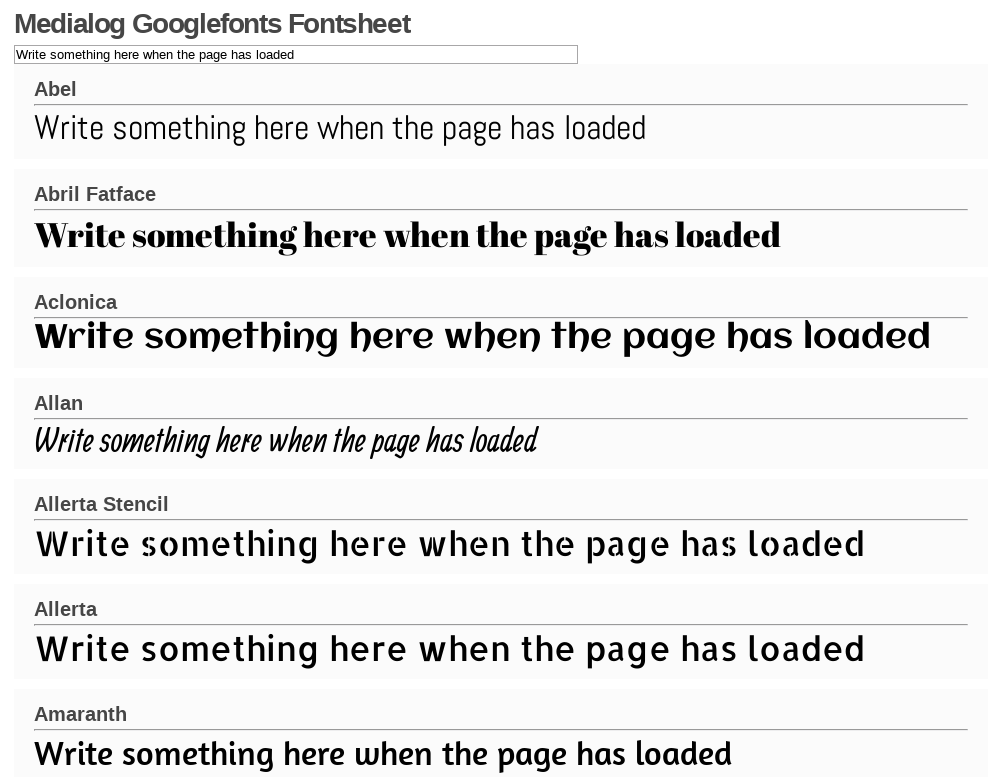 Medialog Googlefonts Fontsheet
Write something here when the page has loaded
Abel
Write something here when the page has loaded
Abril Fatface
Write something here when the page has loaded
Aclonica
Write something here when the page has loaded
Allan
Write something here when the page has loaded
Allerta Stencil
Write something here when the page has loaded
Allerta
Write something here when the page has loaded
Amaranth
Write something here when the page has loaded